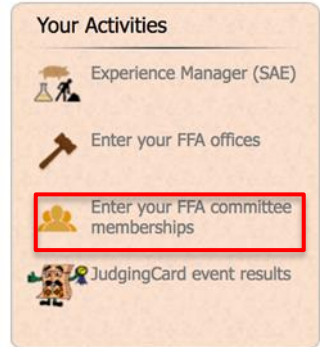 Your Activities
Experience Manager (SAE)
Enter your FFA offices
Enter your FFA committee
memberships
JudgingCard event results